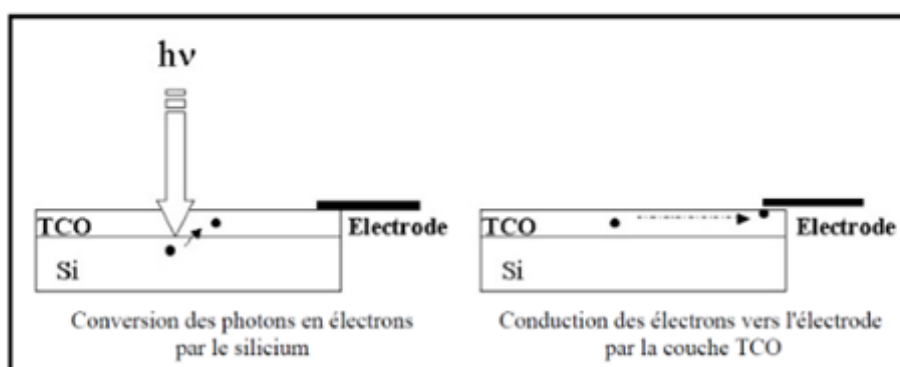 hν
TCO
Electrode
Si
Conversion des photons en électrons
par le silicium
TCO
Electrode
Si
Conduction des électrons vers l'électrode
par la couche TCO